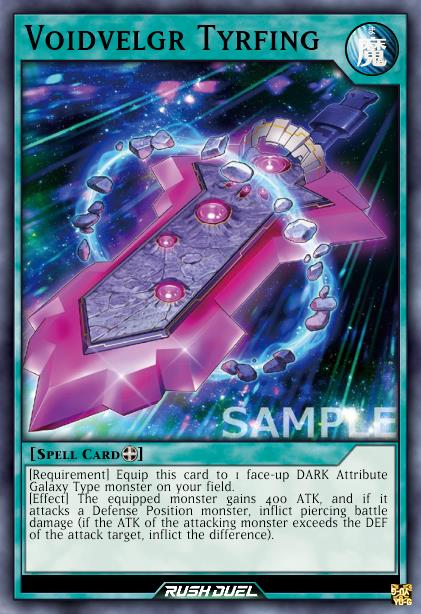 VOIDVELGR TYRFING
ま
魔
SAMPLE
[SPELL CARD]
[Requirement] Equip this card to 1 face-up DARK Attribute
Galaxy Type monster on your field.
[Effect] The equipped monster gains 400 ATK, and if it
attacks a Defense Position monster, inflict piercing battle
damage (if the ATK of the attacking monster exceeds the DEF
of the attack target, inflict the difference).
RUSH DUEL